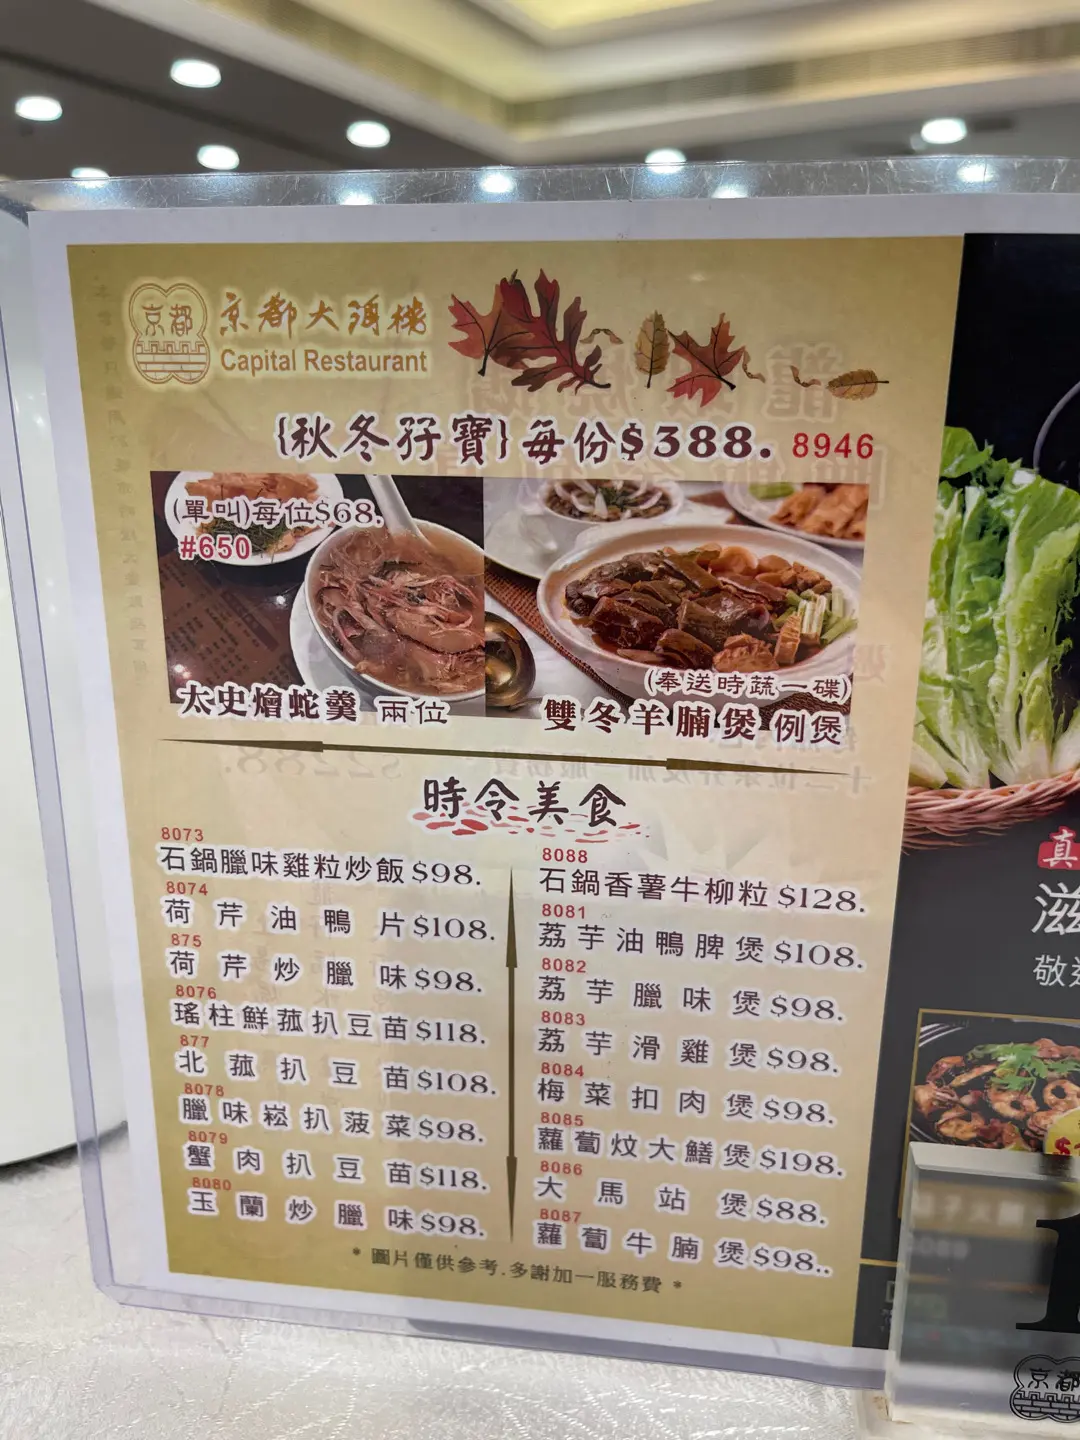 京都
京都大酒樓
Capital Restaurant
{秋冬孖寶}每份$388. 8946
(單叫)每位$68.
#650
太史燴蛇羹 兩位
(奉送時蔬一碟)
雙冬羊腩煲 例煲
時令美食
8073
石鍋臘味雞粒炒飯 $98.
8074
荷芹油鴨片 $108.
875
荷芹炒臘味 $98.
8076
瑤柱鮮菰扒豆苗 $118.
877
北菰扒豆苗 $108.
8078
臘味崧扒菠菜 $98.
8079
蟹肉扒豆苗 $118.
8080
玉蘭炒臘味 $98.
8088
石鍋香薯牛柳粒 $128.
8081
荔芋油鴨脾煲 $108.
8082
荔芋臘味煲 $98.
8083
荔芋滑雞煲 $98.
8084
梅菜扣肉煲 $98.
8085
蘿蔔炆大鱔煲 $198.
8086
大馬站煲 $88.
8087
蘿蔔牛腩煲 $98..
* 圖片僅供參考.多謝加一服務費 *
真
滋
敬
京都